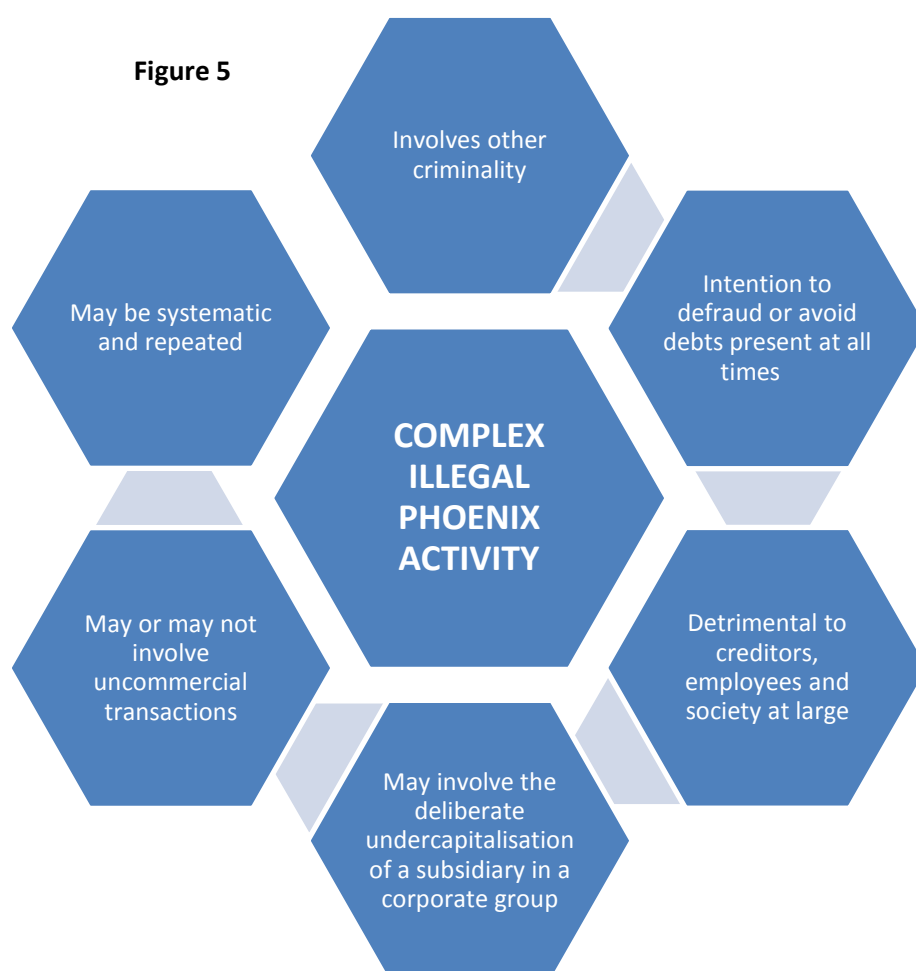 Figure 5
Involves other
criminality
Intention to
defraud or avoid
debts present at all
times
Detrimental to
creditors,
employees and
society at large
May involve the
deliberate
undercapitalisation
of a subsidiary in a
corporate group
May or may not
involve
uncommercial
transactions
May be systematic
and repeated
COMPLEX
ILLEGAL
PHOENIX
ACTIVITY